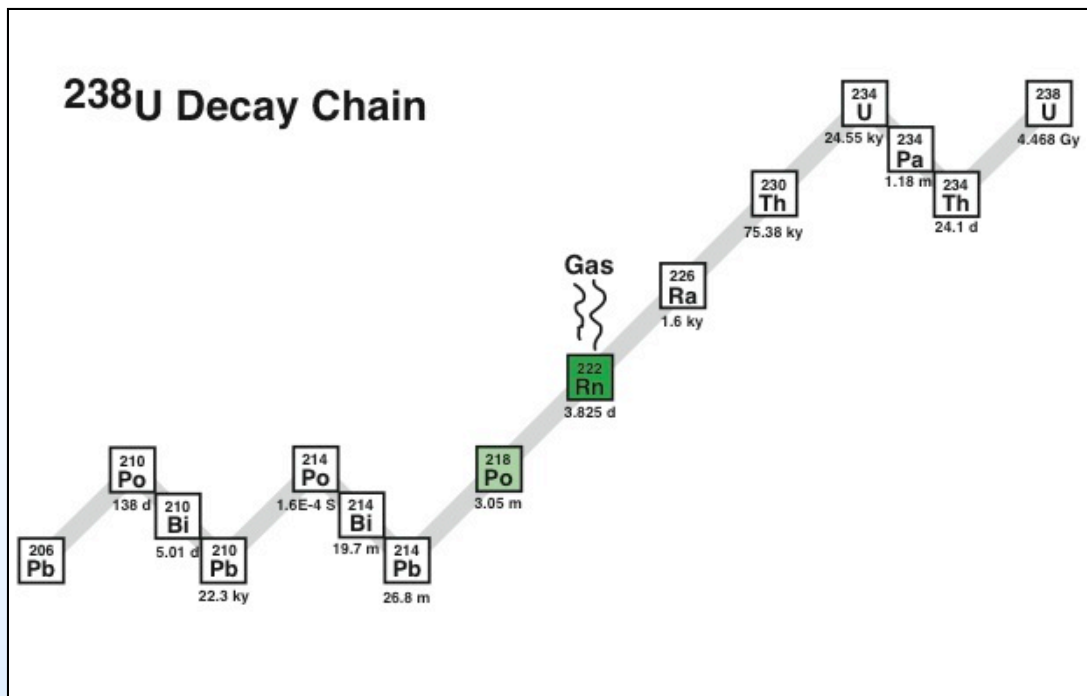 ²³⁸U Decay Chain
234
U
24.55 ky
238
U
4.468 Gy
234
Pa
1.18 m
234
Th
24.1 d
230
Th
75.38 ky
Gas
226
Ra
1.6 ky
222
Rn
3.825 d
210
Po
138 d
214
Po
1.6E-4 S
218
Po
3.05 m
210
Bi
5.01 d
214
Bi
19.7 m
206
Pb
210
Pb
22.3 ky
214
Pb
26.8 m